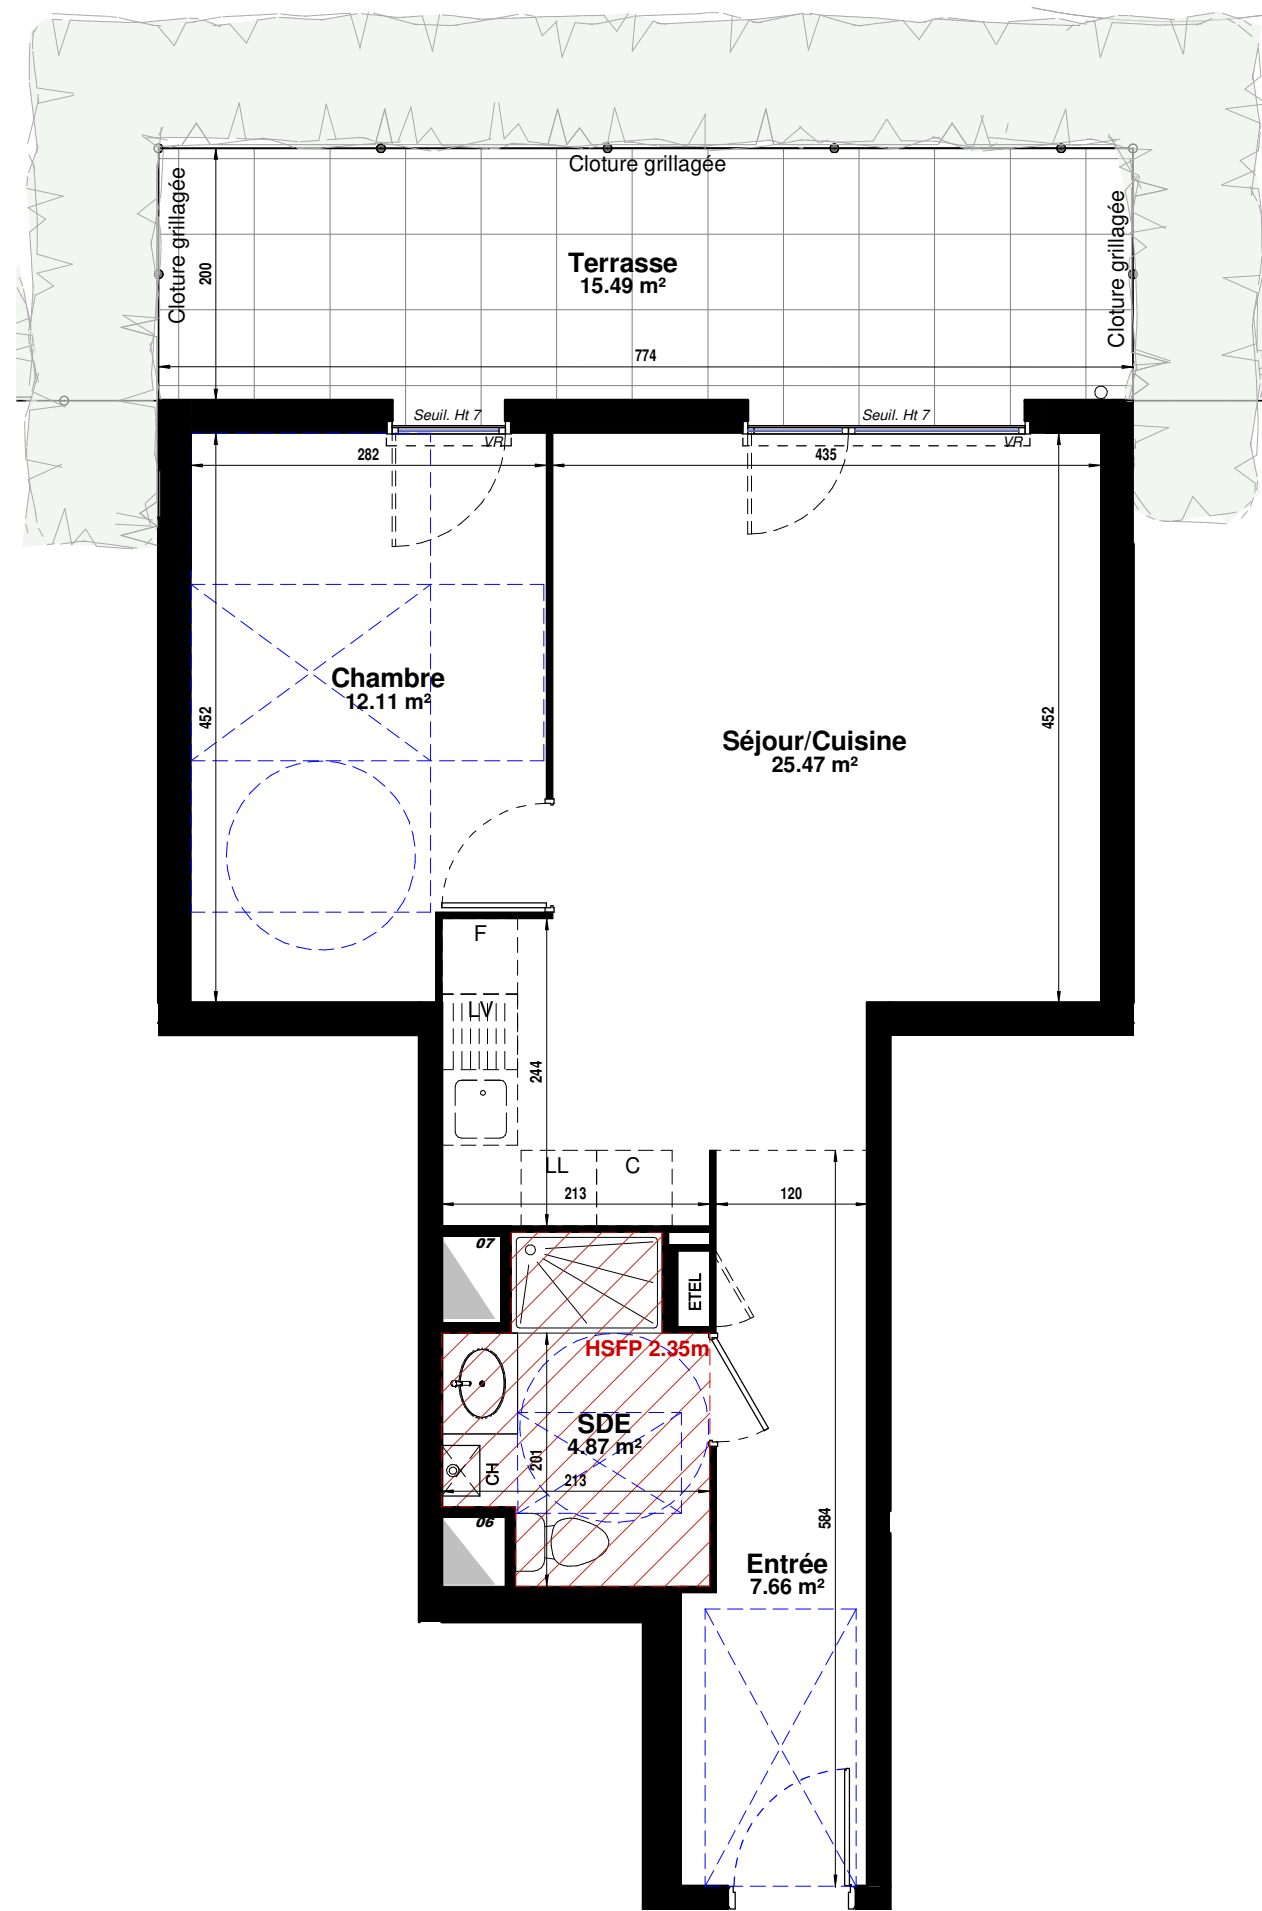 Cloture grillagée
Cloture grillagée
Cloture grillagée
Terrasse
15.49 m²
200
774
Seuil. Ht 7
Seuil. Ht 7
VR
VR
282
435
Chambre
12.11 m²
452
452
Séjour/Cuisine
25.47 m²
F
LV
244
LL
C
213
120
07
ETEL
HSFP 2.35m
SDE
4.87 m²
CH
201
213
06
584
Entrée
7.66 m²